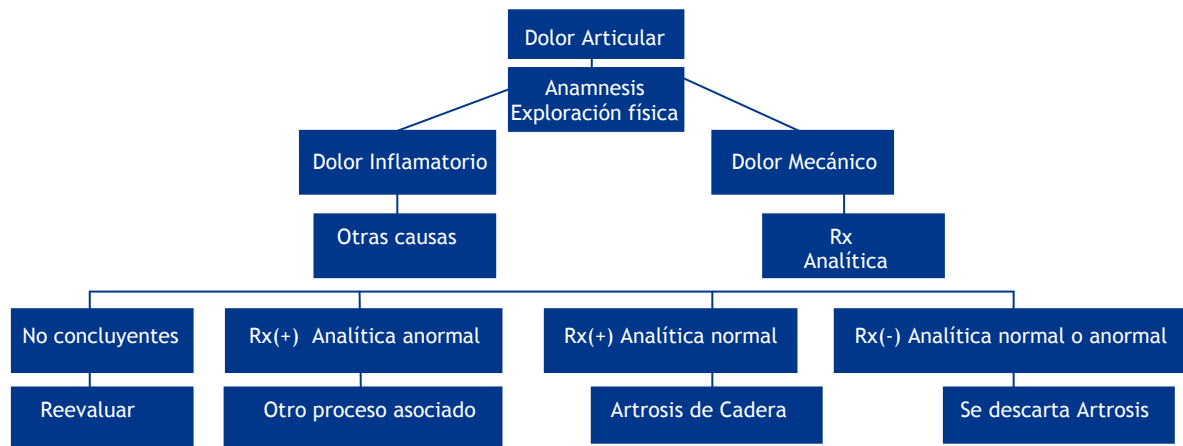 Dolor Articular
Anamnesis
Exploración física
Dolor Inflamatorio
Dolor Mecánico
Otras causas
Rx
Analítica
No concluyentes
Rx(+) Analítica anormal
Rx(+) Analítica normal
Rx(-) Analítica normal o anormal
Reevaluar
Otro proceso asociado
Artrosis de Cadera
Se descarta Artrosis